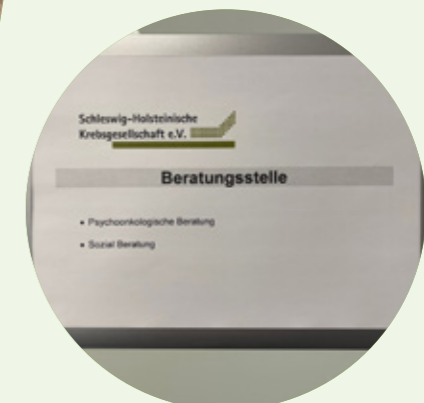 Schleswig-Holsteinische
Krebsgesellschaft e.V.
Beratungsstelle
• Psychoonkologische Beratung
• Sozial Beratung